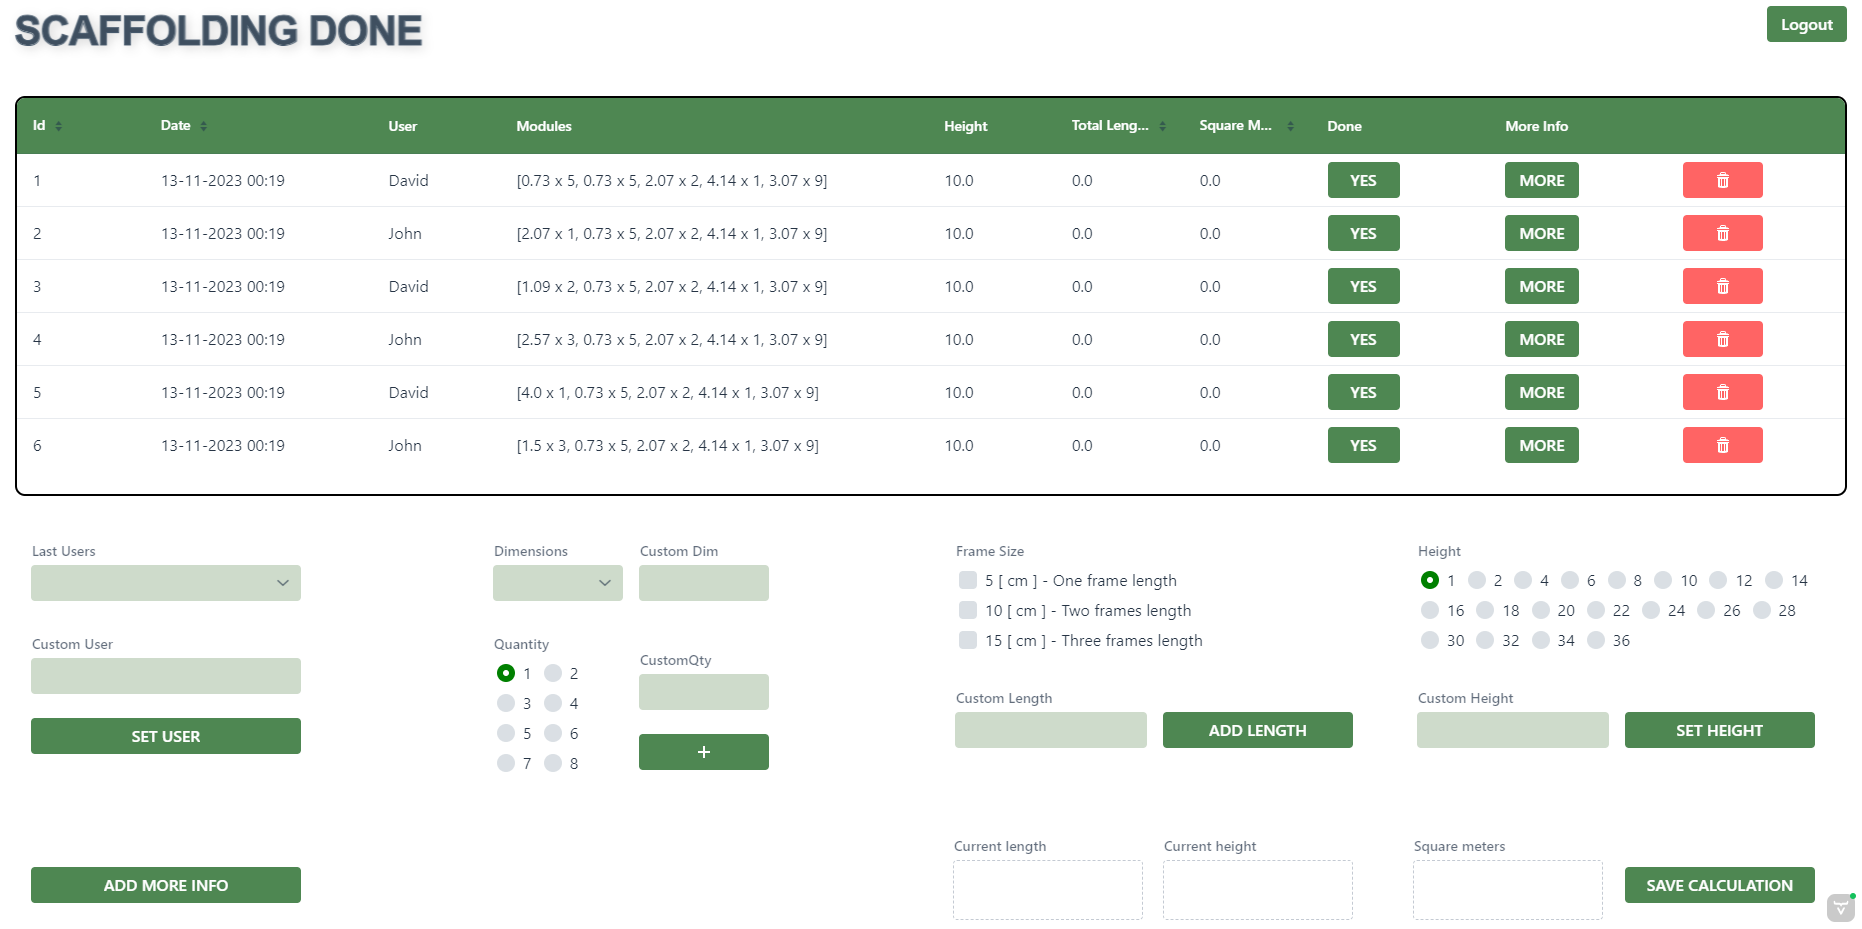 SCAFFOLDING DONE
Logout
Id Date User Modules Height Total Leng... Square M... Done More Info
1 13-11-2023 00:19 David [0.73 x 5, 0.73 x 5, 2.07 x 2, 4.14 x 1, 3.07 x 9] 10.0 0.0 0.0 YES MORE
2 13-11-2023 00:19 John [2.07 x 1, 0.73 x 5, 2.07 x 2, 4.14 x 1, 3.07 x 9] 10.0 0.0 0.0 YES MORE
3 13-11-2023 00:19 David [1.09 x 2, 0.73 x 5, 2.07 x 2, 4.14 x 1, 3.07 x 9] 10.0 0.0 0.0 YES MORE
4 13-11-2023 00:19 John [2.57 x 3, 0.73 x 5, 2.07 x 2, 4.14 x 1, 3.07 x 9] 10.0 0.0 0.0 YES MORE
5 13-11-2023 00:19 David [4.0 x 1, 0.73 x 5, 2.07 x 2, 4.14 x 1, 3.07 x 9] 10.0 0.0 0.0 YES MORE
6 13-11-2023 00:19 John [1.5 x 3, 0.73 x 5, 2.07 x 2, 4.14 x 1, 3.07 x 9] 10.0 0.0 0.0 YES MORE
Last Users
Custom User
SET USER
ADD MORE INFO
Dimensions
Custom Dim
Quantity
1 2
3 4
5 6
7 8
CustomQty
+
Frame Size
5 [ cm ] - One frame length
10 [ cm ] - Two frames length
15 [ cm ] - Three frames length
Custom Length
ADD LENGTH
Height
1 2 4 6 8 10 12 14
16 18 20 22 24 26 28
30 32 34 36
Custom Height
SET HEIGHT
Current length
Current height
Square meters
SAVE CALCULATION